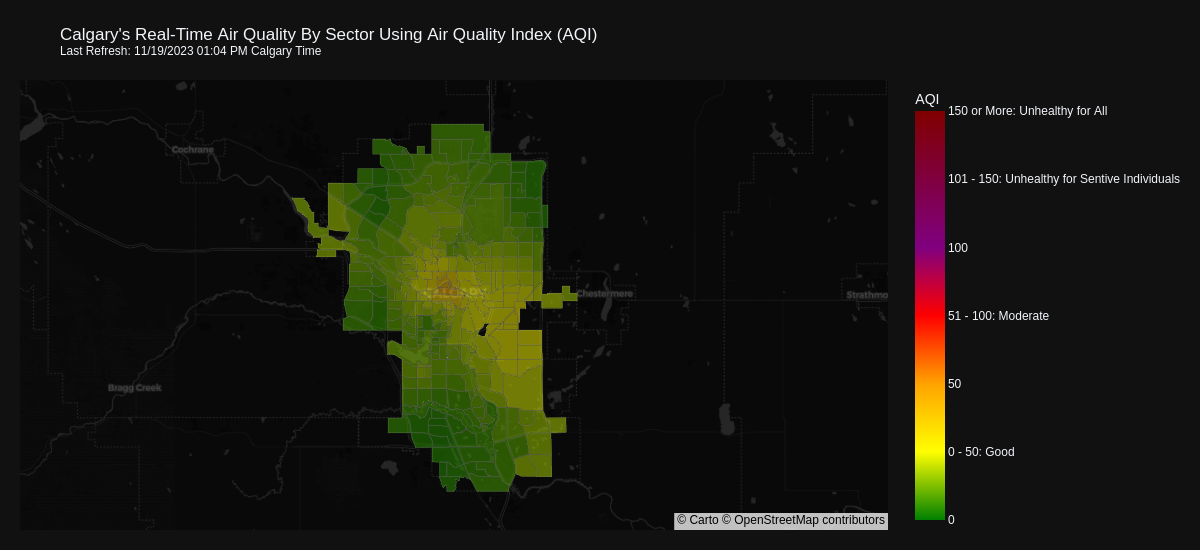 Calgary's Real-Time Air Quality By Sector Using Air Quality Index (AQI)
Last Refresh: 11/19/2023 01:04 PM Calgary Time
AQI
150 or More: Unhealthy for All
101 - 150: Unhealthy for Sentive Individuals
100
51 - 100: Moderate
50
0 - 50: Good
0
Cochrane
Chestermere
Strathmo
Bragg Creek
© Carto © OpenStreetMap contributors